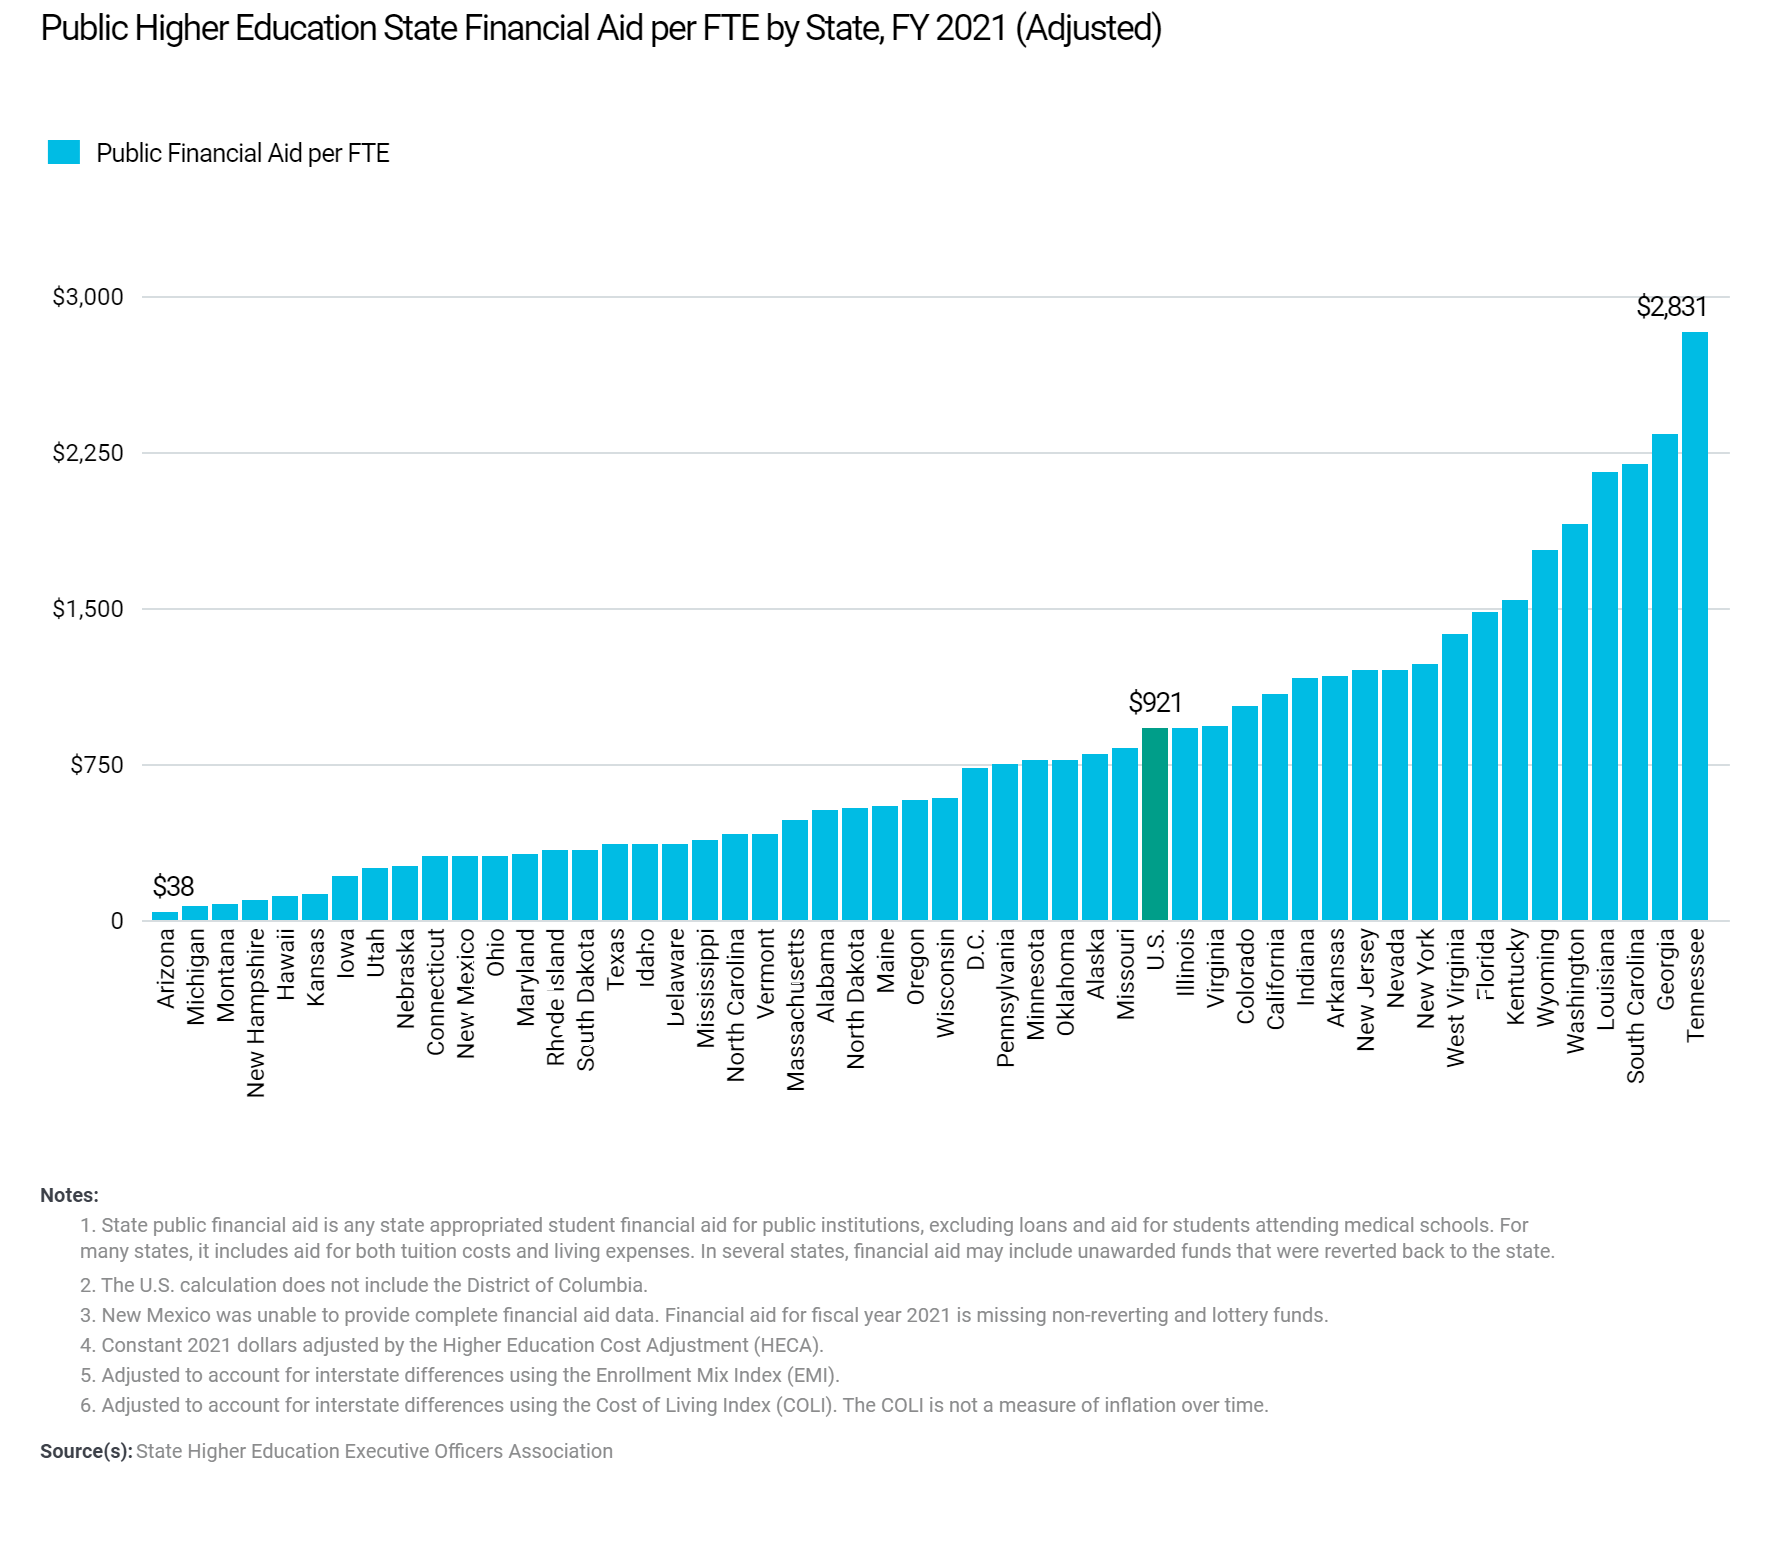 Public Higher Education State Financial Aid per FTE by State, FY 2021 (Adjusted)
Public Financial Aid per FTE
$3,000
$2,250
$1,500
$750
0
$38
$921
$2,831
Arizona
Michigan
Montana
New Hampshire
Hawaii
Kansas
Iowa
Utah
Nebraska
Connecticut
New Mexico
Ohio
Maryland
Rhode Island
South Dakota
Texas
Idaho
Delaware
Mississippi
North Carolina
Vermont
Massachusetts
Alabama
North Dakota
Maine
Oregon
Wisconsin
D.C.
Pennsylvania
Minnesota
Oklahoma
Alaska
Missouri
U.S.
Illinois
Virginia
Colorado
California
Indiana
Arkansas
New Jersey
Nevada
New York
West Virginia
Florida
Kentucky
Wyoming
Washington
Louisiana
South Carolina
Georgia
Tennessee
Notes:
1. State public financial aid is any state appropriated student financial aid for public institutions, excluding loans and aid for students attending medical schools. For
many states, it includes aid for both tuition costs and living expenses. In several states, financial aid may include unawarded funds that were reverted back to the state.
2. The U.S. calculation does not include the District of Columbia.
3. New Mexico was unable to provide complete financial aid data. Financial aid for fiscal year 2021 is missing non-reverting and lottery funds.
4. Constant 2021 dollars adjusted by the Higher Education Cost Adjustment (HECA).
5. Adjusted to account for interstate differences using the Enrollment Mix Index (EMI).
6. Adjusted to account for interstate differences using the Cost of Living Index (COLI). The COLI is not a measure of inflation over time.
Source(s): State Higher Education Executive Officers Association